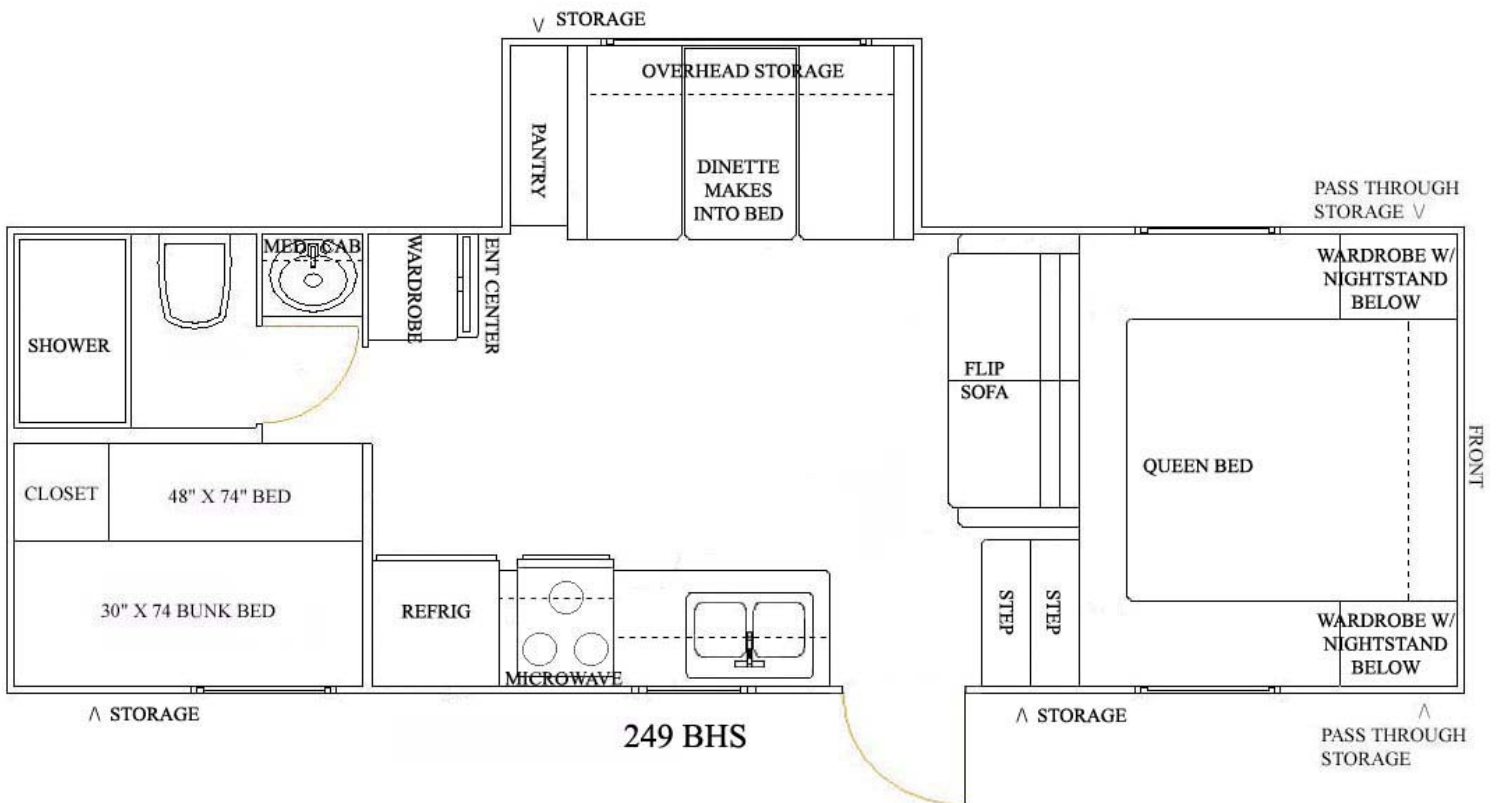 V STORAGE
OVERHEAD STORAGE
PANTRY
DINETTE
MAKES
INTO BED
PASS THROUGH
STORAGE V
MED. CAB
WARDROBE
ENT CENTER
WARDROBE W/
NIGHTSTAND
BELOW
SHOWER
FLIP
SOFA
QUEEN BED
FRONT
CLOSET
48" X 74" BED
30" X 74 BUNK BED
REFRIG
MICROWAVE
STEP
STEP
WARDROBE W/
NIGHTSTAND
BELOW
Λ STORAGE
249 BHS
Λ STORAGE
Λ
PASS THROUGH
STORAGE